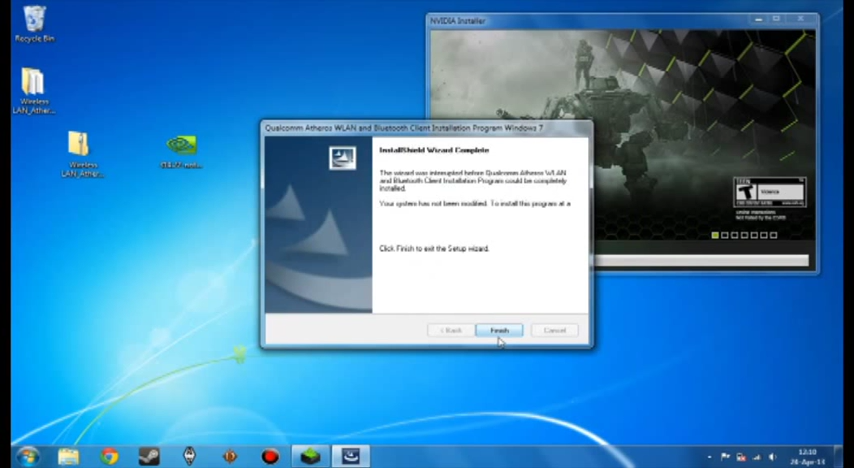 Recycle Bin
NVIDIA Installer
Wireless
LAN_Ather...
Wireless
LAN_Ather...
Qualcomm Atheros WLAN and Bluetooth Client Installation Program Windows 7
InstallShield Wizard Complete
The wizard was interrupted before Qualcomm Atheros WLAN
and Bluetooth Client Installation Program could be completely
installed.
Your system has not been modified. To install this program at a
Click Finish to exit the Setup wizard.
< Back
Finish
Cancel
TEEN
T
Violence
12:10